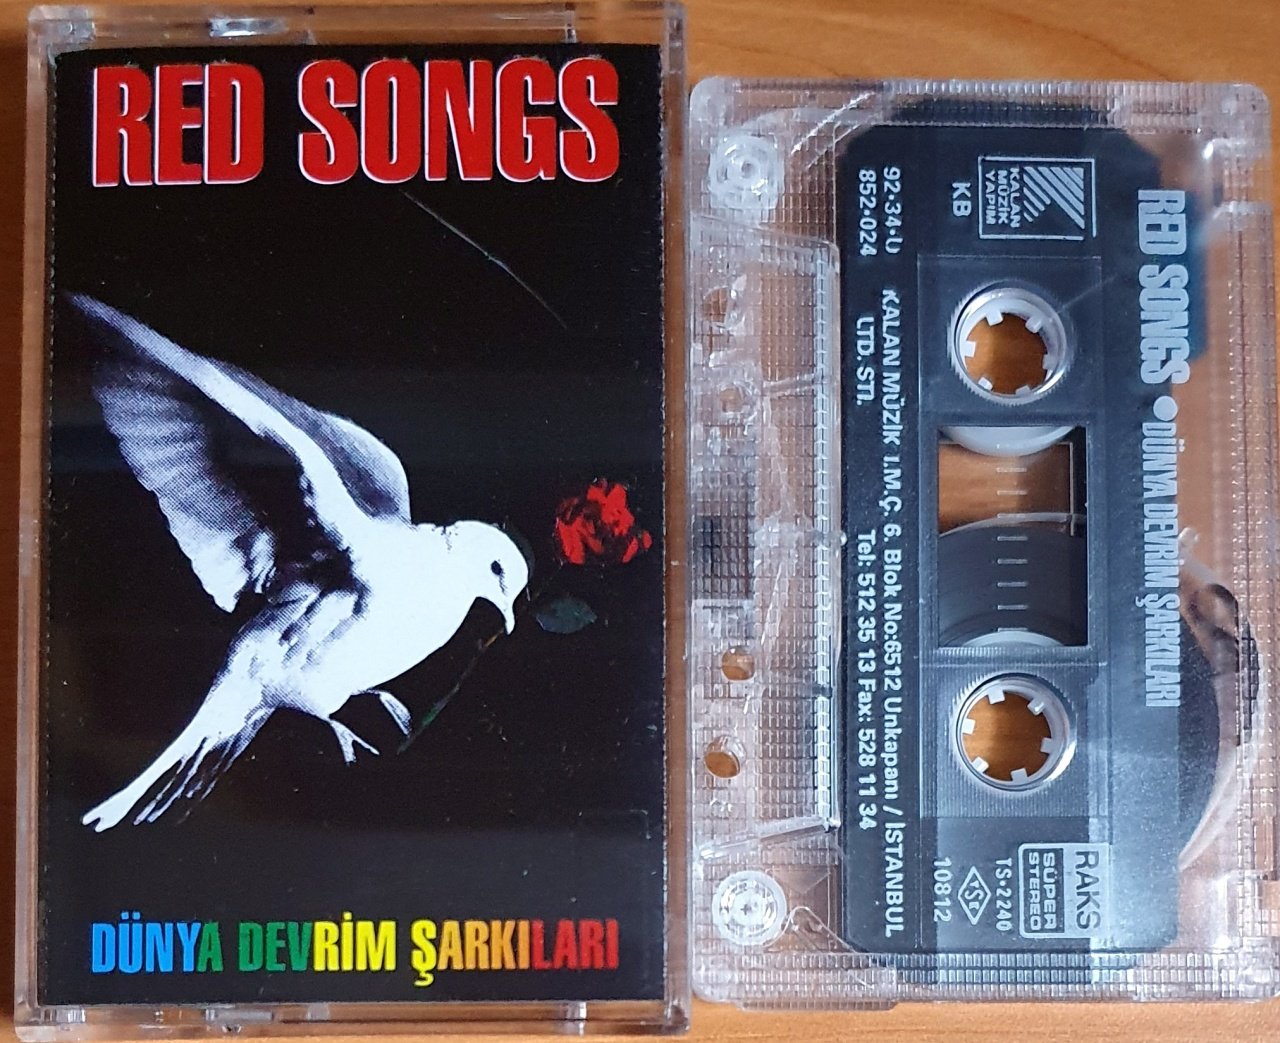 RED SONGS
DÜNYA DEVRİM ŞARKILARI
RED SONGS • DÜNYA DEVRİM ŞARKILARI
KALAN
MÜZİK
YAPIM
KB
92•34•Ü
852•024
KALAN MÜZİK İ.M.Ç. 6. Blok No:6512 Unkapanı / İSTANBUL
LTD. STİ. Tel: 512 35 13 Fax: 528 11 34
RAKS
SÜPER
STEREO
TS•2240
TSE
10812